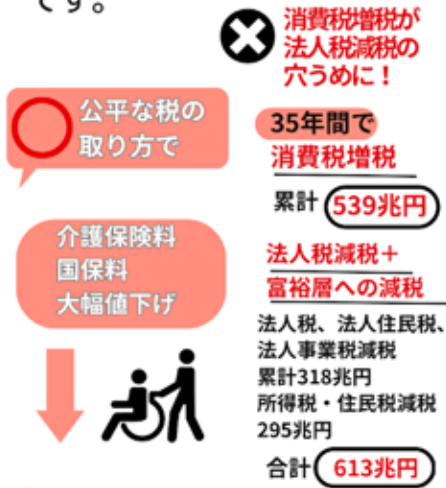 です。
消費税増税が
法人税減税の
穴うめに！
公平な税の
取り方で
35年間で
消費税増税
累計 539兆円
介護保険料
国保料
大幅値下げ
法人税減税＋
富裕層への減税
法人税、法人住民税、
法人事業税減税
累計318兆円
所得税・住民税減税
295兆円
合計 613兆円